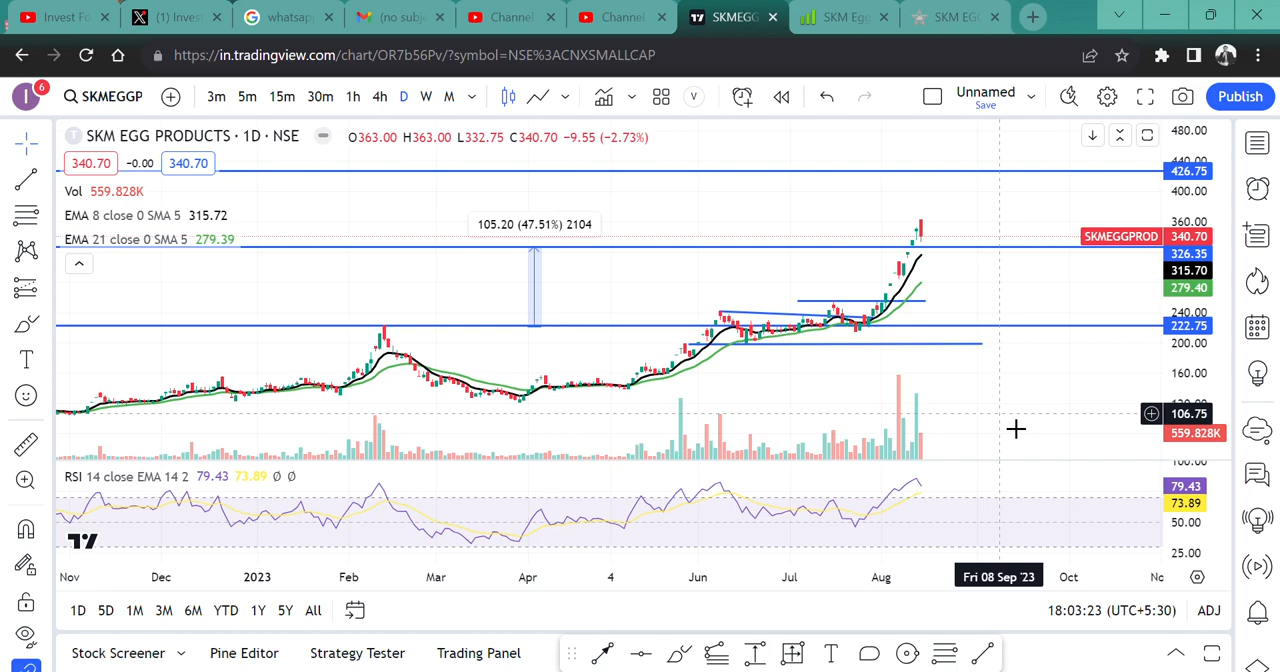 Invest Fo
(1) Invest
whatsap
(no subj
Channel
Channel
SKMEGG
SKM Egg
SKM EGG
https://in.tradingview.com/chart/OR7b56Pv/?symbol=NSE%3ACNXSMALLCAP
I 6 SKMEGGP 3m 5m 15m 30m 1h 4h D W M V Unnamed Save Publish
SKM EGG PRODUCTS · 1D · NSE O363.00 H363.00 L332.75 C340.70 −9.55 (−2.73%)
340.70 -0.00 340.70
Vol 559.828K
EMA 8 close 0 SMA 5 315.72
EMA 21 close 0 SMA 5 279.39
105.20 (47.51%) 2104
480.00
426.75
400.00
360.00
SKMEGGPROD 340.70
326.35
315.70
279.40
240.00
222.75
200.00
160.00
106.75
559.828K
100.00
RSI 14 close EMA 14 2 79.43 73.89 Ø Ø
79.43
73.89
50.00
25.00
Nov Dec 2023 Feb Mar Apr 4 Jun Jul Aug Fri 08 Sep '23 Oct
1D 5D 1M 3M 6M YTD 1Y 5Y All 18:03:23 (UTC+5:30) ADJ
Stock Screener Pine Editor Strategy Tester Trading Panel